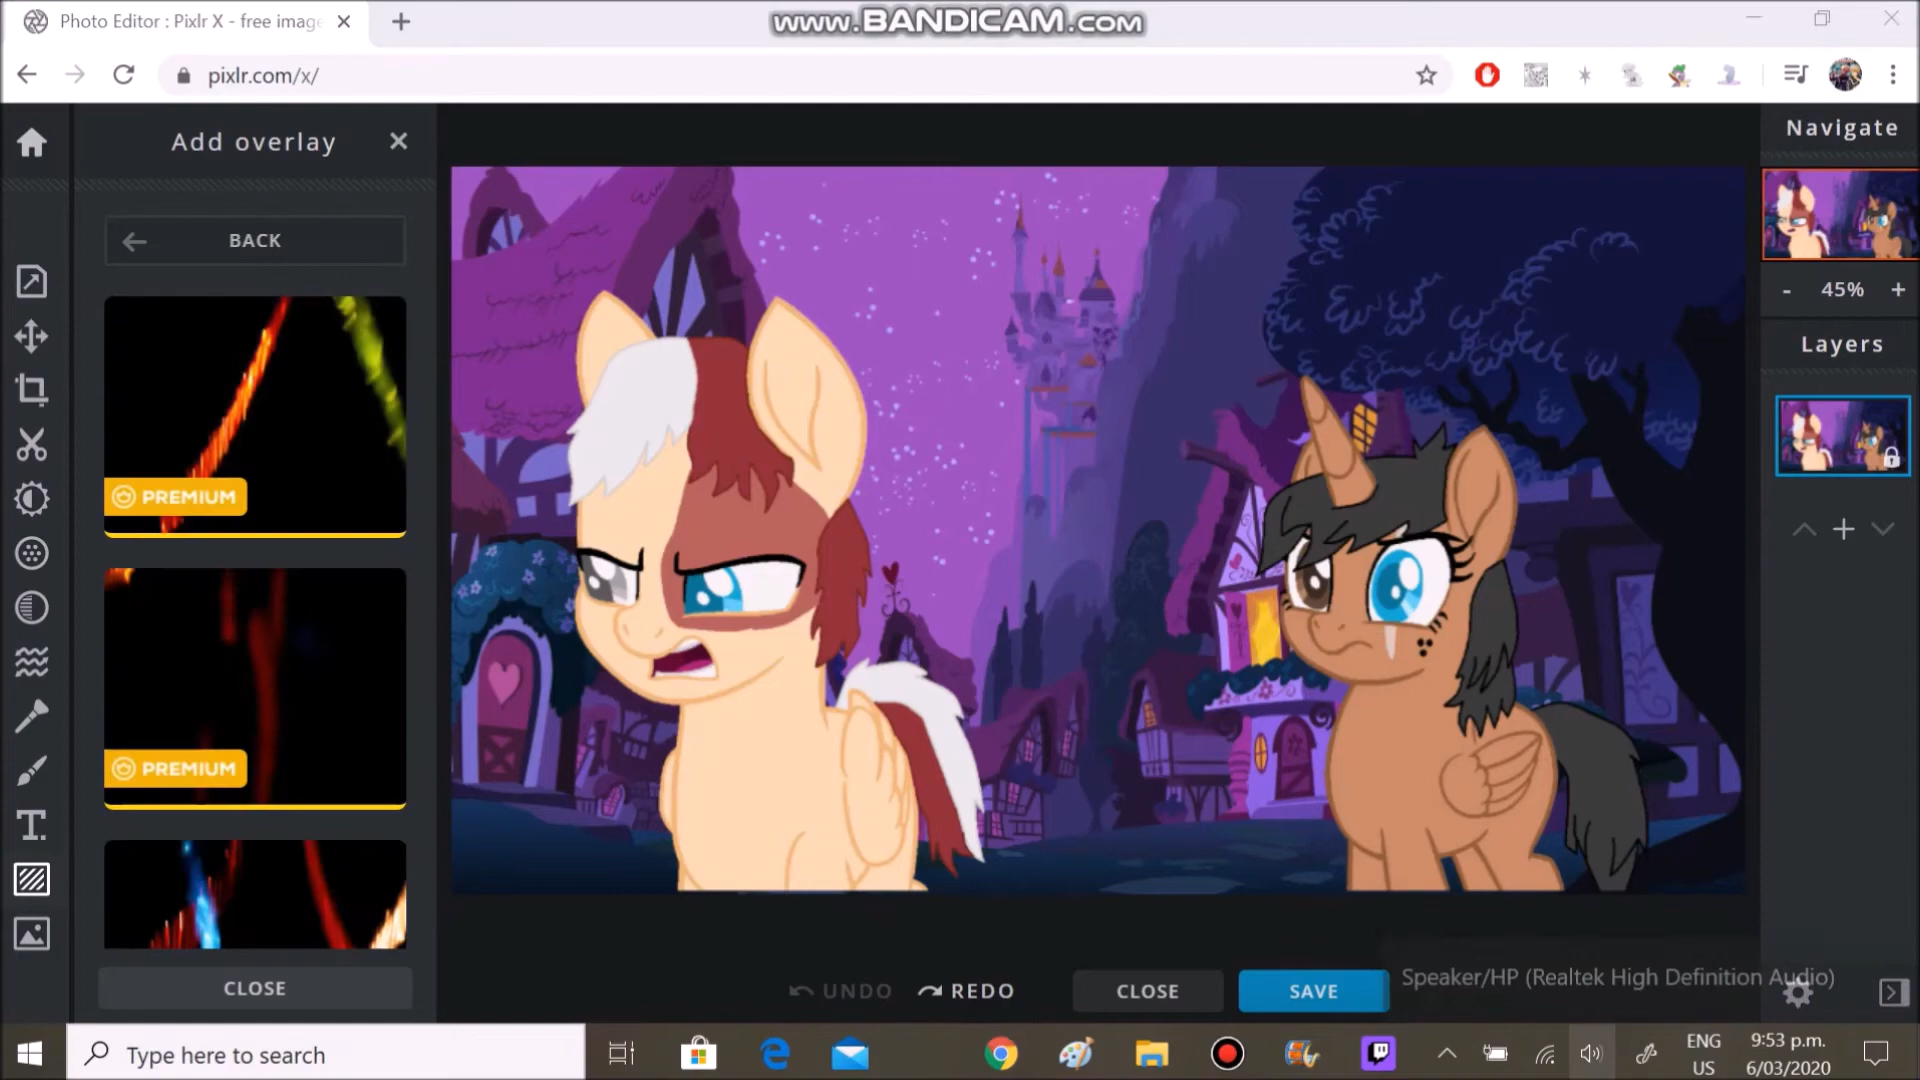 Photo Editor : Pixlr X - free image
www.BANDICAM.com
pixlr.com/x/
Add overlay
Navigate
BACK
45%
Layers
PREMIUM
PREMIUM
CLOSE
UNDO
REDO
CLOSE
SAVE
Speaker/HP (Realtek High Definition Audio)
Type here to search
ENG
US
9:53 p.m.
6/03/2020